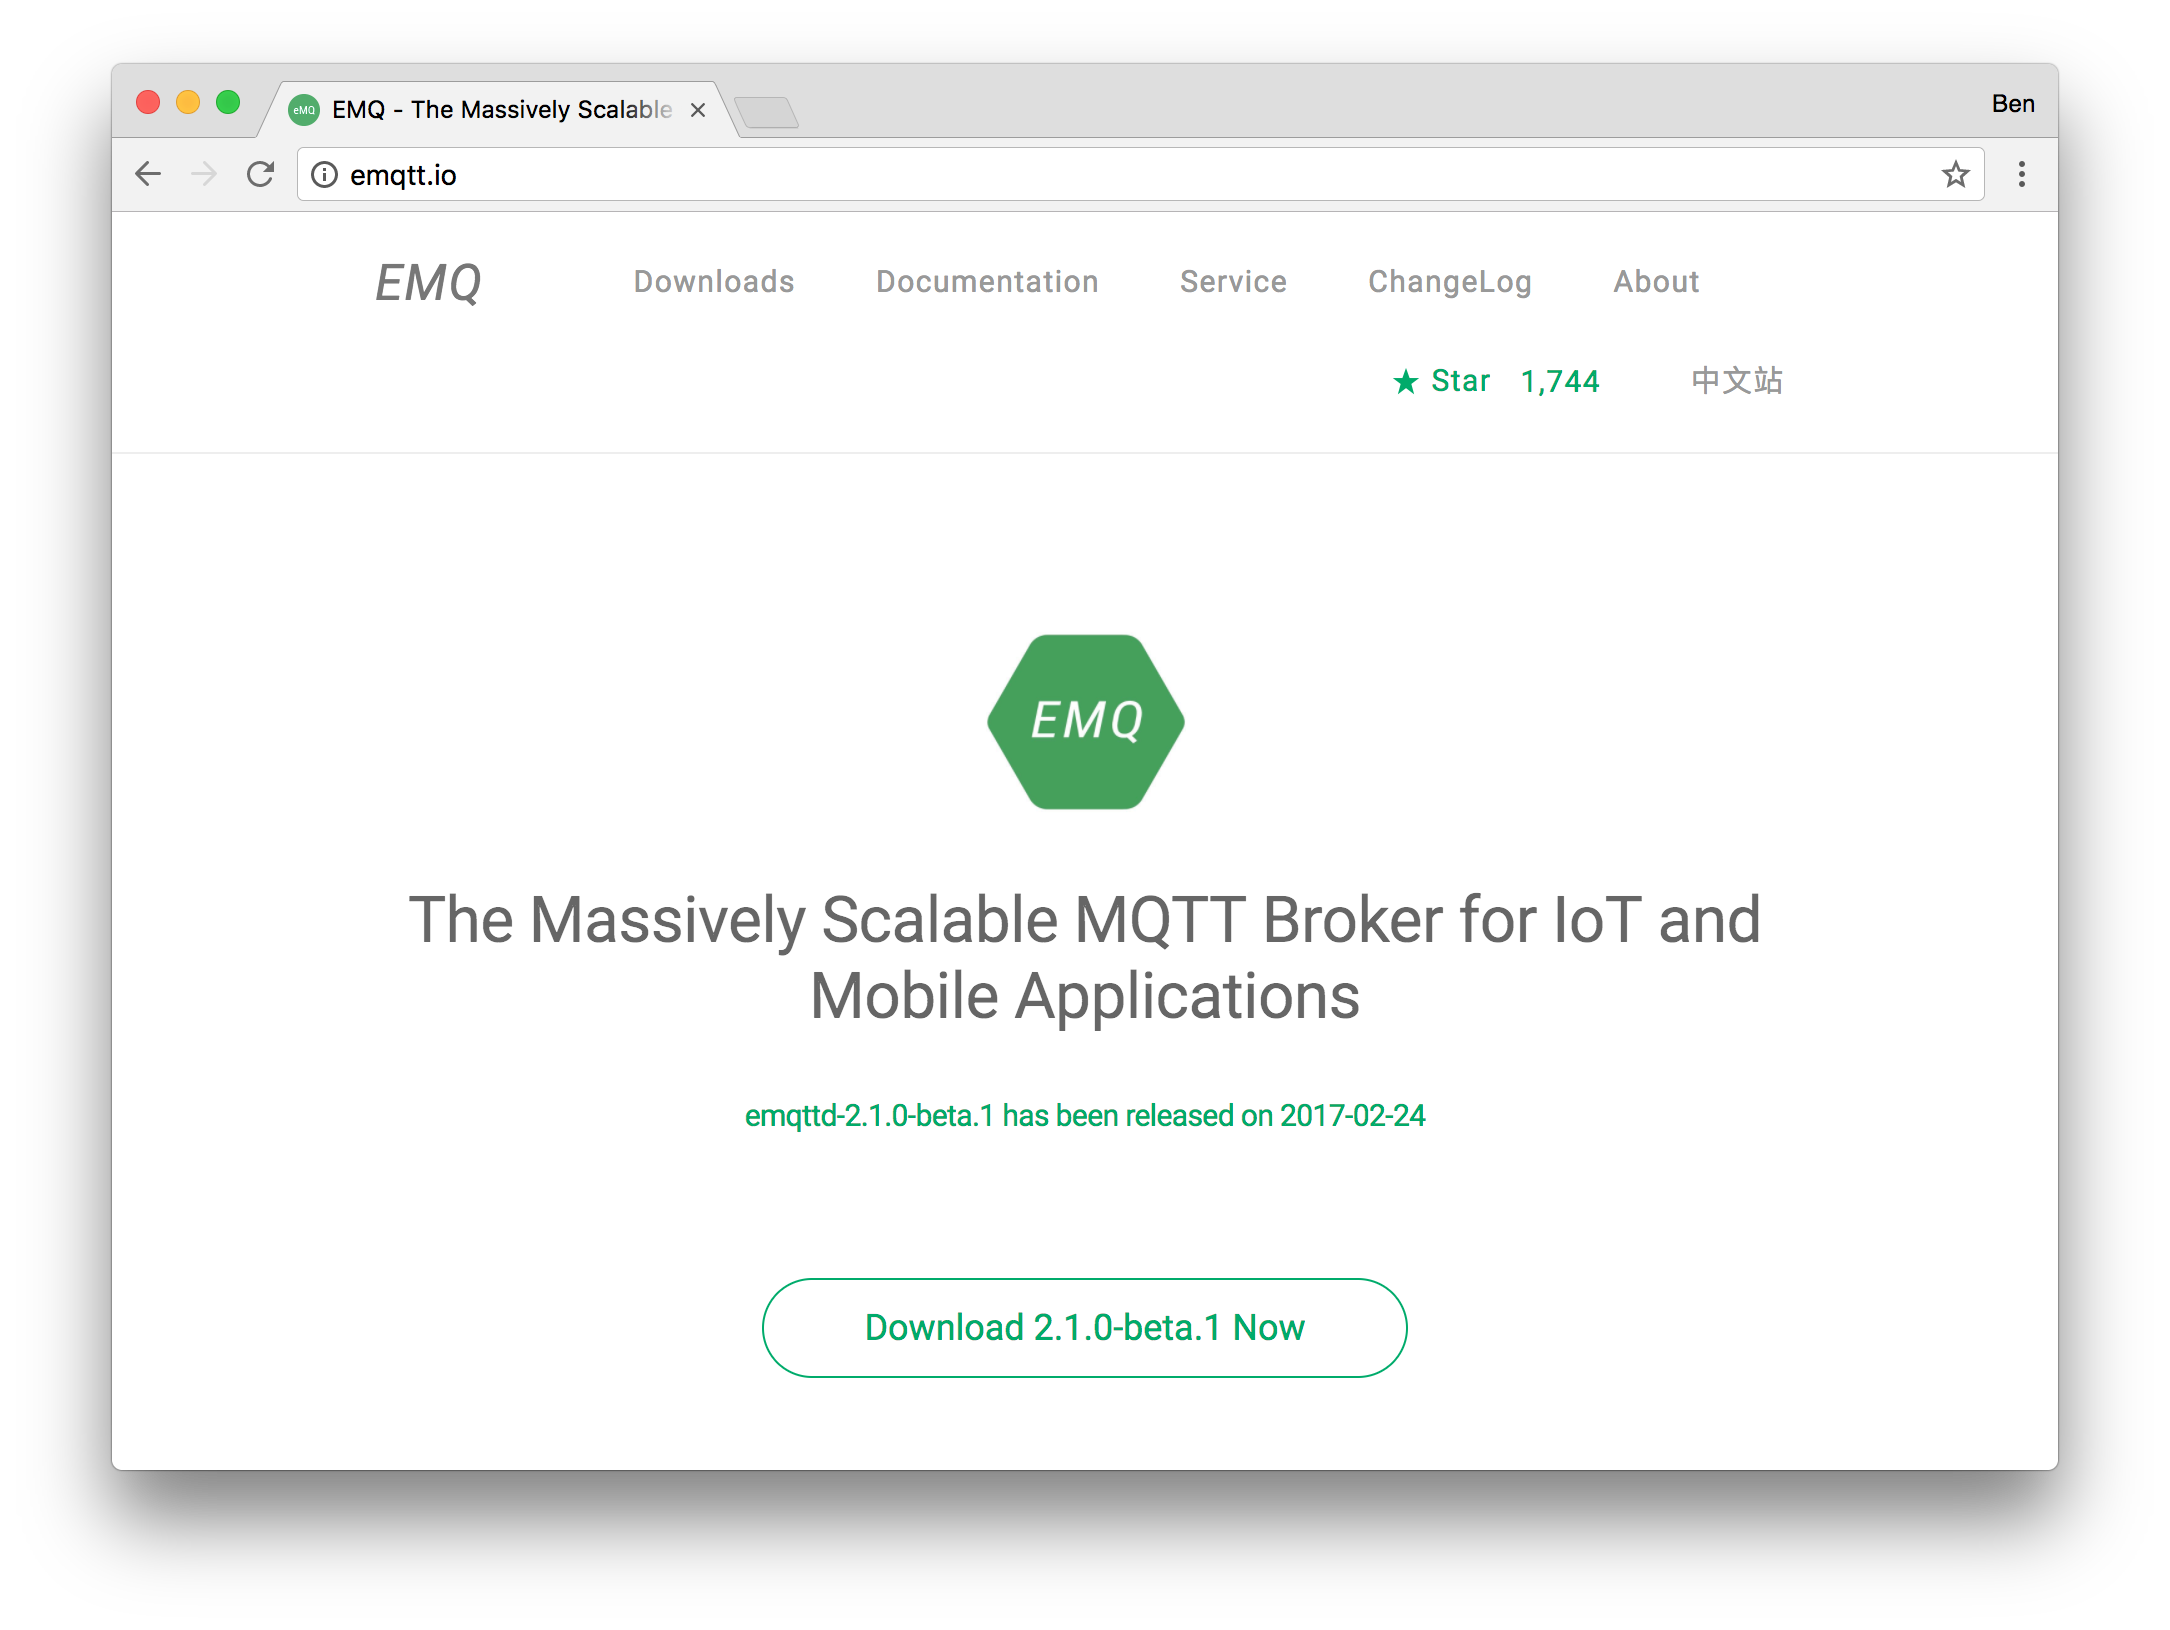 eMQ EMQ - The Massively Scalable
Ben
emqtt.io
EMQ Downloads Documentation Service ChangeLog About
★ Star 1,744 中文站
EMQ
The Massively Scalable MQTT Broker for IoT and
Mobile Applications
emqttd-2.1.0-beta.1 has been released on 2017-02-24
Download 2.1.0-beta.1 Now